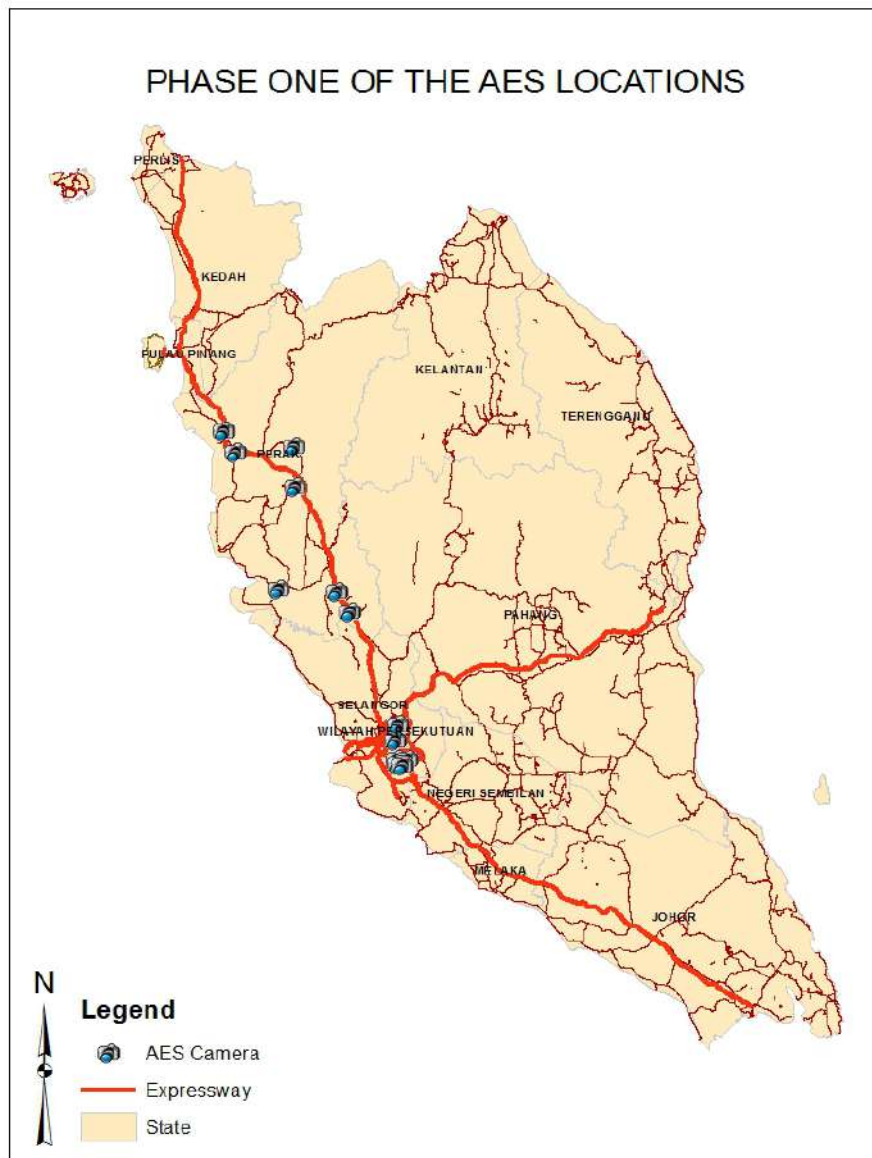 PHASE ONE OF THE AES LOCATIONS
PERLIS
KEDAH
PULAU PINANG
KELANTAN
TERENGGANU
PERAK
PAHANG
SELANGOR
WILAYAH PERSEKUTUAN
NEGERI SEMBILAN
MELAKA
JOHOR
N
Legend
AES Camera
Expressway
State